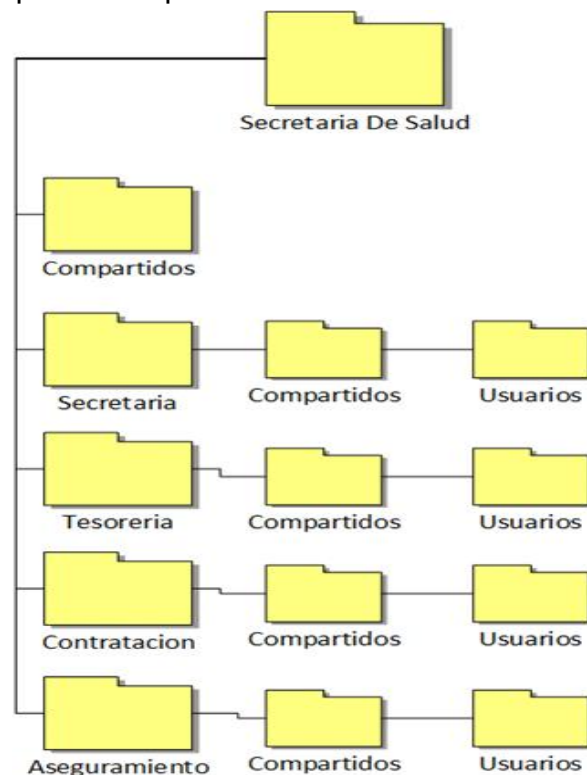 Secretaria De Salud
Compartidos
Secretaria
Compartidos
Usuarios
Tesoreria
Compartidos
Usuarios
Contratacion
Compartidos
Usuarios
Aseguramiento
Compartidos
Usuarios